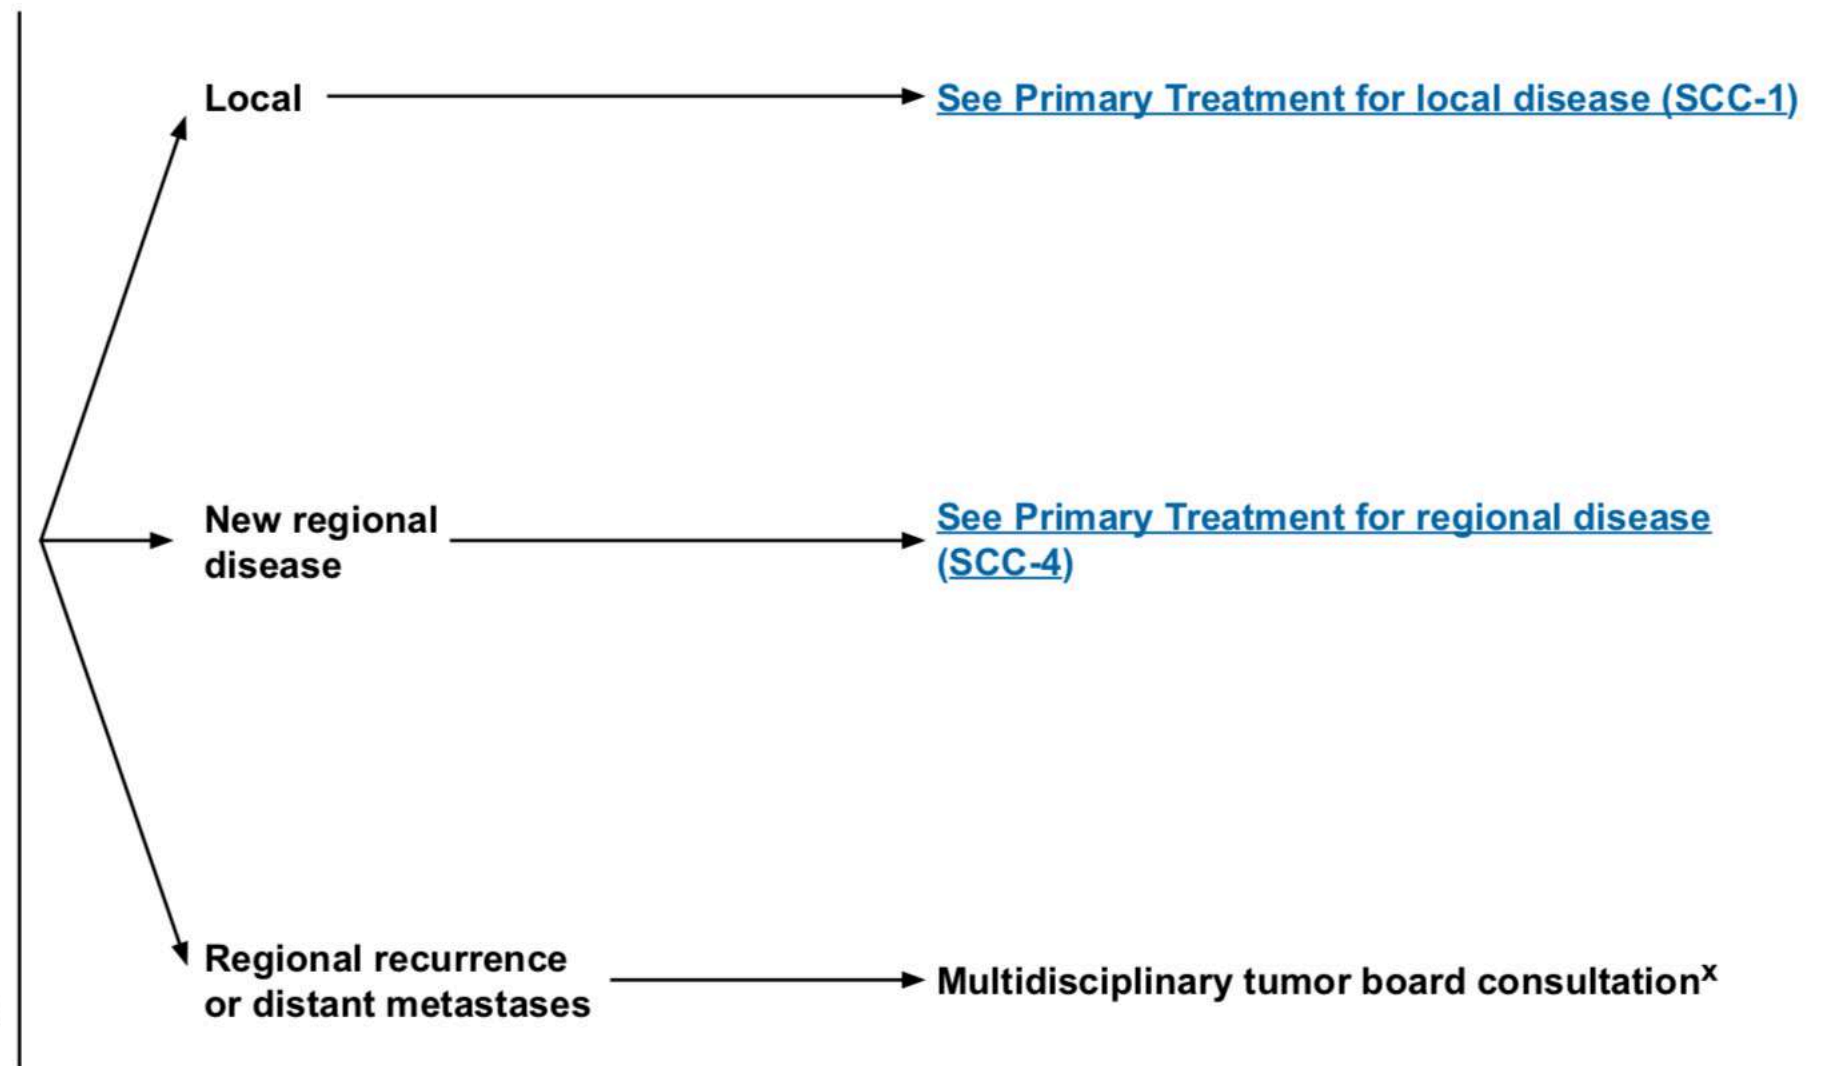 Local
See Primary Treatment for local disease (SCC-1)
New regional
disease
See Primary Treatment for regional disease
(SCC-4)
Regional recurrence
or distant metastases
Multidisciplinary tumor board consultationˣ